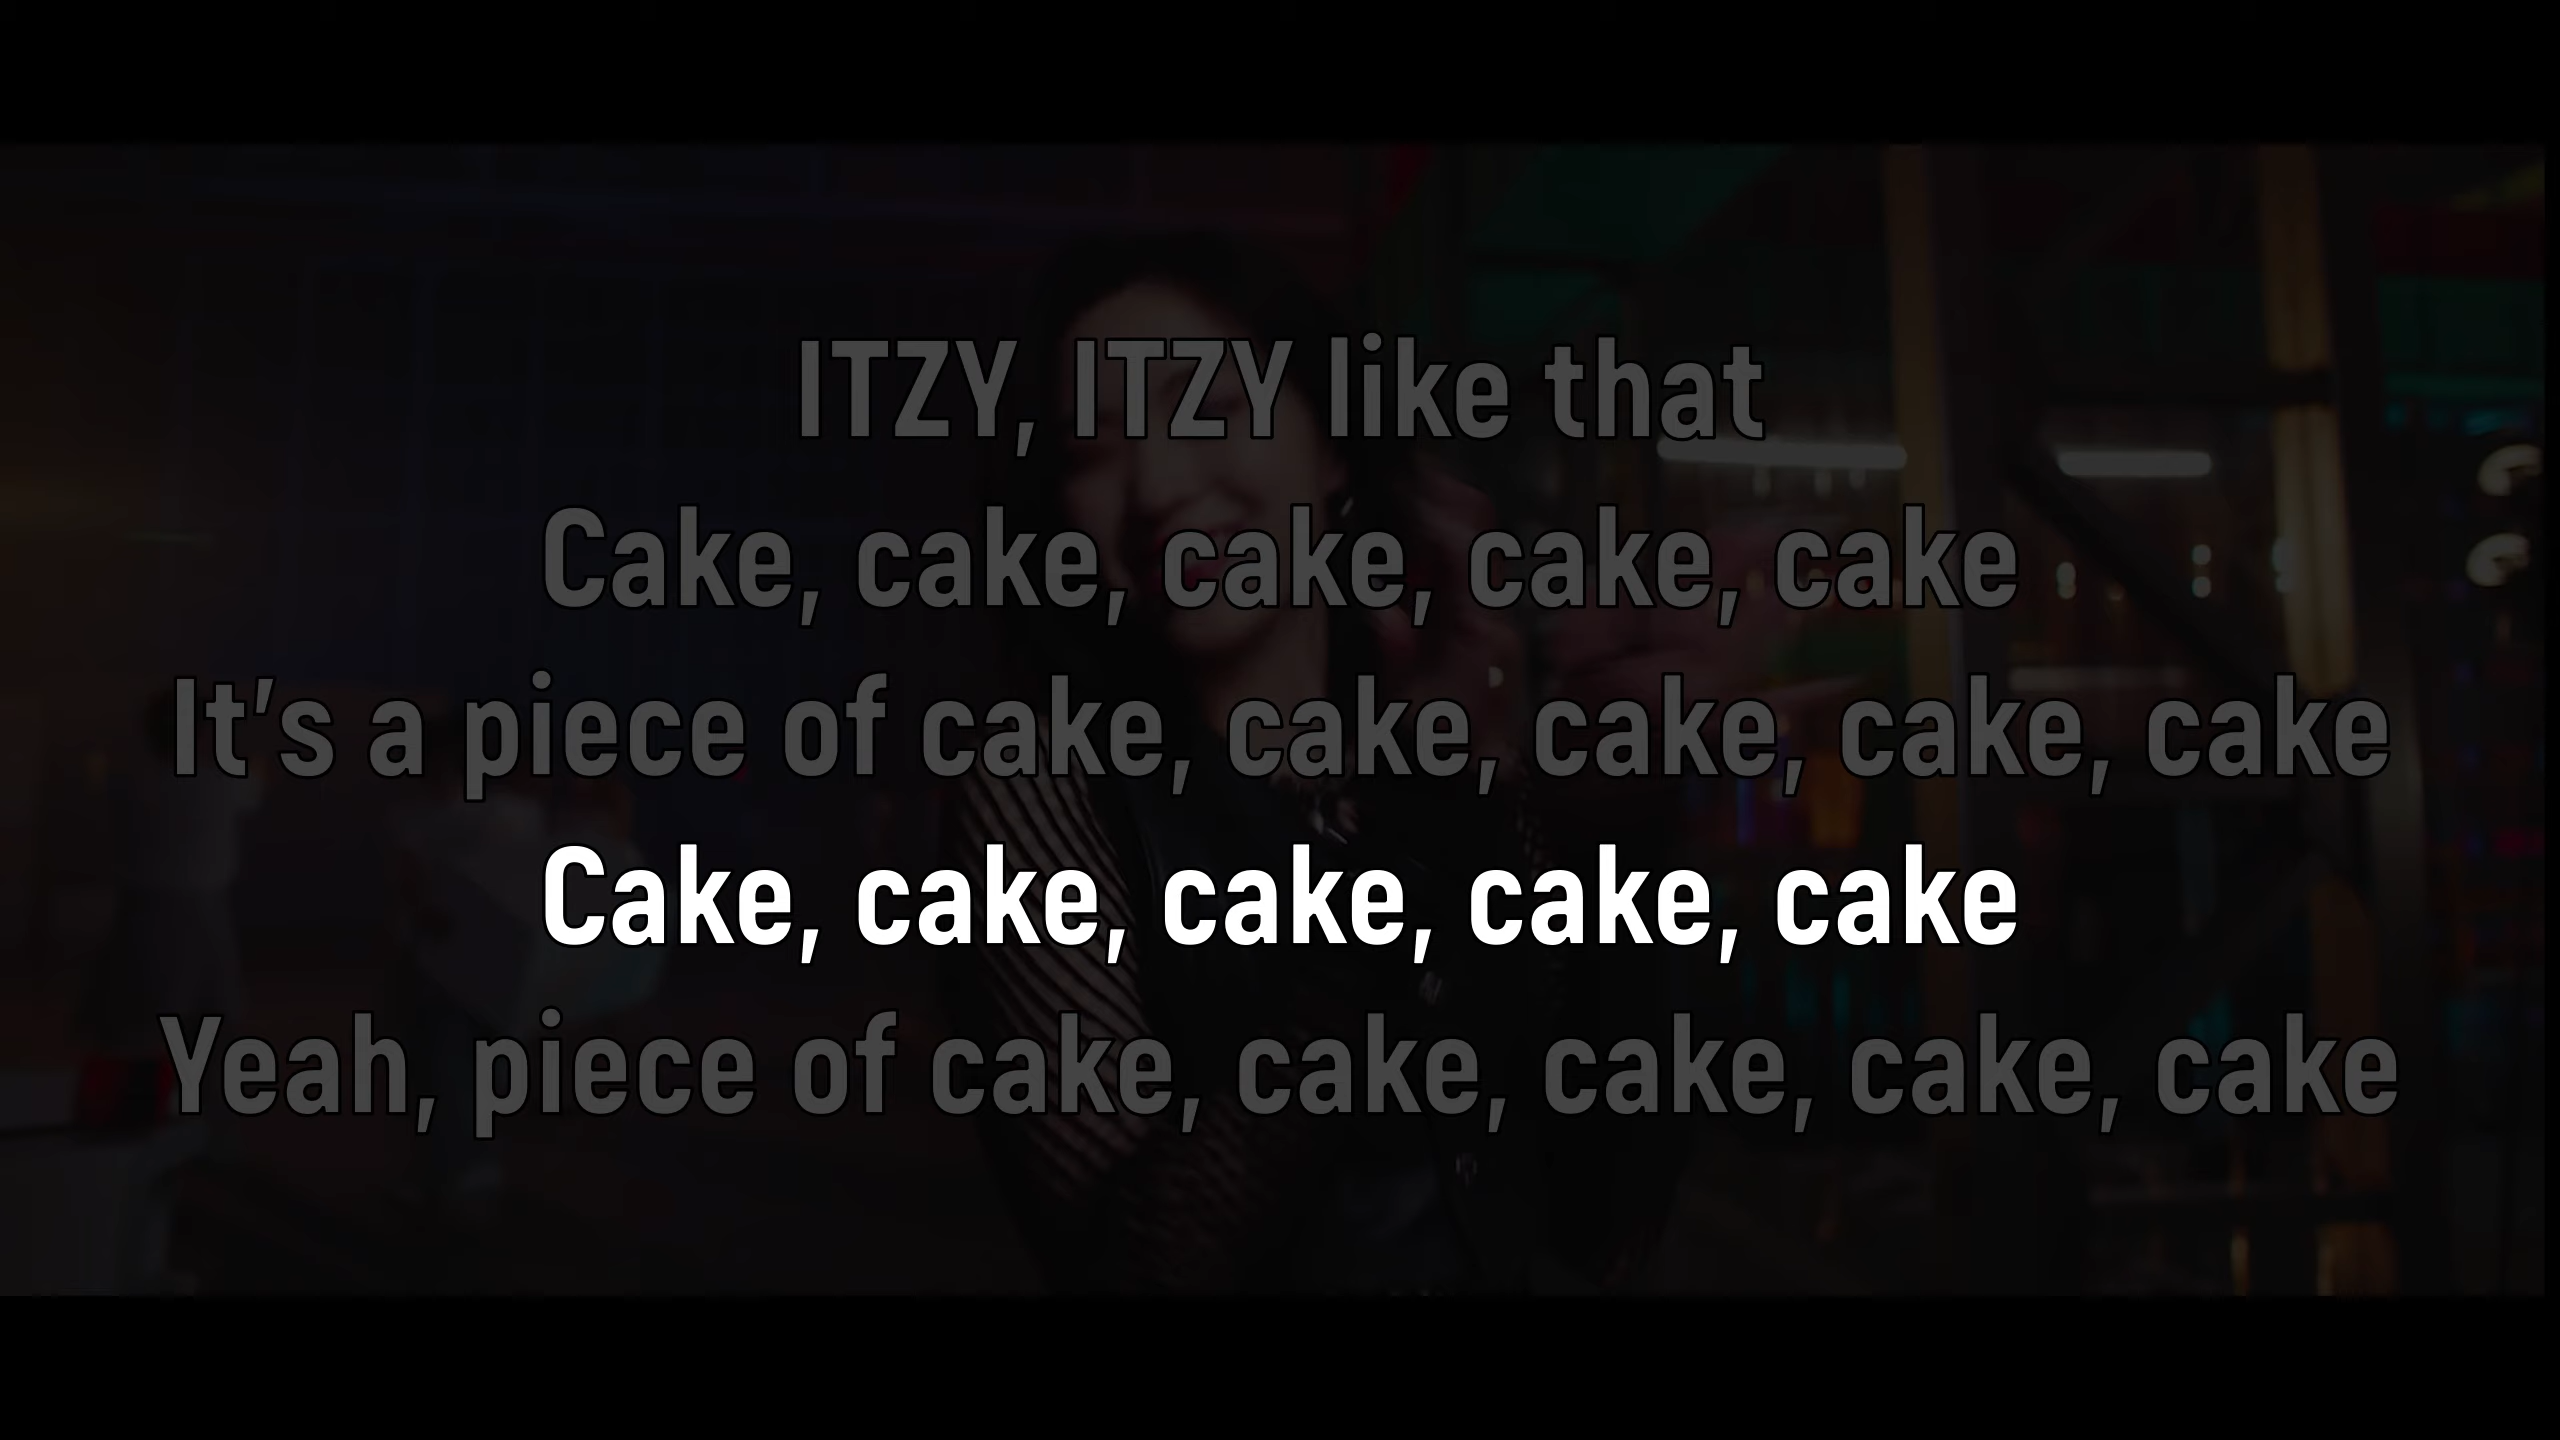 ITZY, ITZY like that
Cake, cake, cake, cake, cake
It's a piece of cake, cake, cake, cake, cake
Cake, cake, cake, cake, cake
Yeah, piece of cake, cake, cake, cake, cake